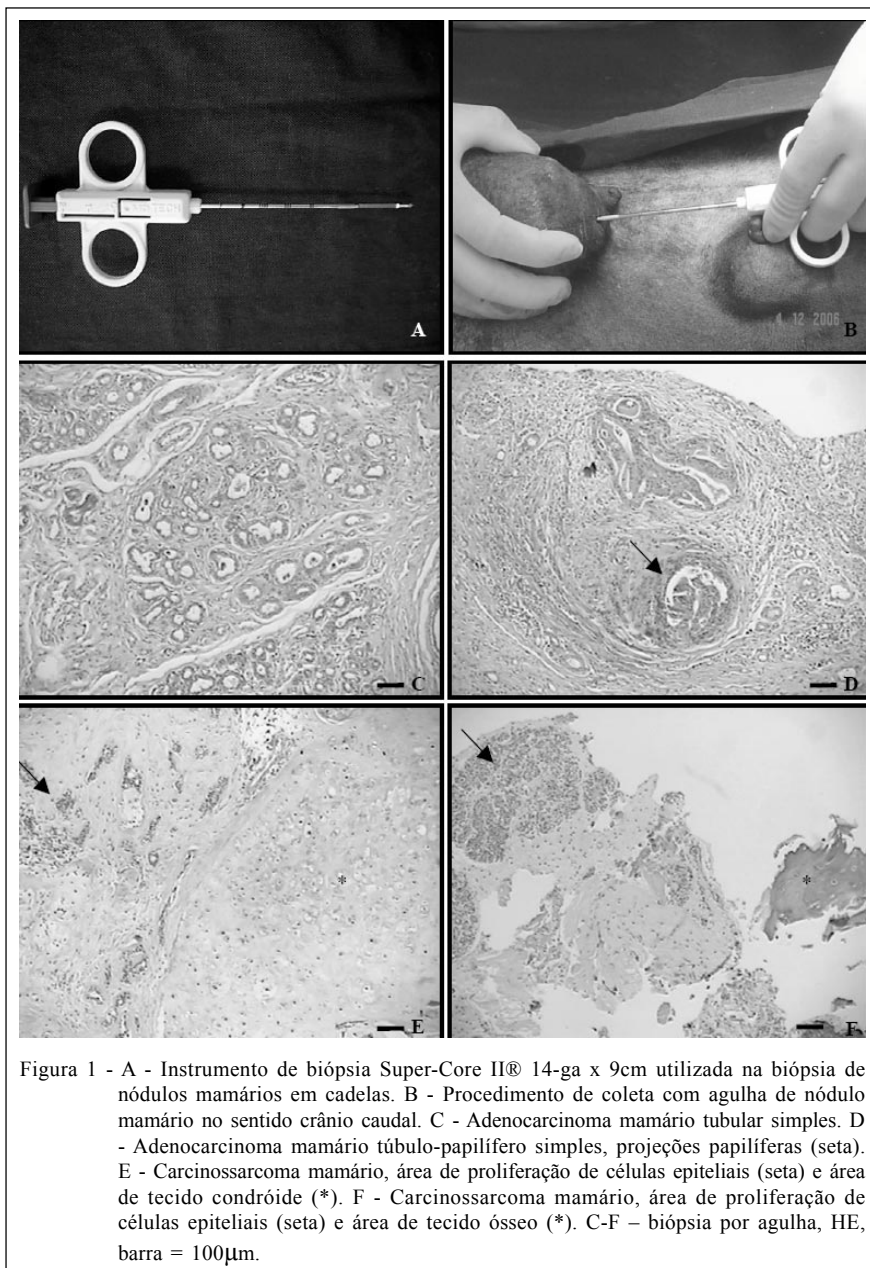 A
B
4 12 2006
C
D
*
E
*
F
Figura 1 - A - Instrumento de biópsia Super-Core II® 14-ga x 9cm utilizada na biópsia de
nódulos mamários em cadelas. B - Procedimento de coleta com agulha de nódulo
mamário no sentido crânio caudal. C - Adenocarcinoma mamário tubular simples. D
- Adenocarcinoma mamário túbulo-papilífero simples, projeções papilíferas (seta).
E - Carcinossarcoma mamário, área de proliferação de células epiteliais (seta) e área
de tecido condróide (*). F - Carcinossarcoma mamário, área de proliferação de
células epiteliais (seta) e área de tecido ósseo (*). C-F – biópsia por agulha, HE,
barra = 100µm.